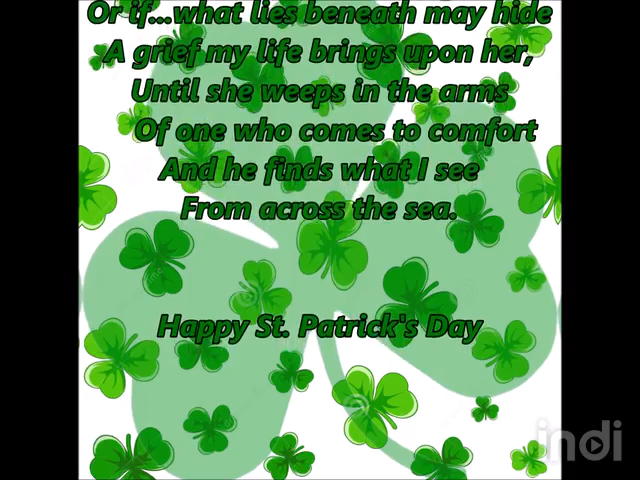 Or if...what lies beneath may hide
A grief my life brings upon her,
Until she weeps in the arms
Of one who comes to comfort
And he finds what I see
From across the sea.
Happy St. Patrick's Day
indi